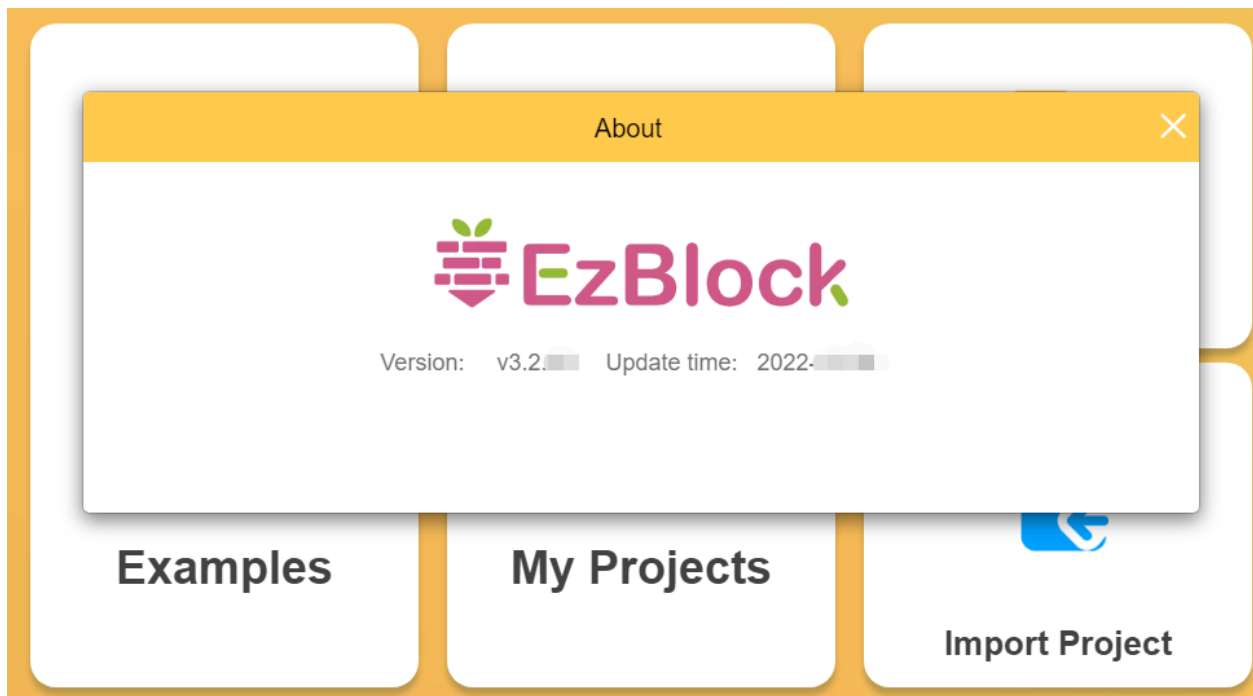 About
EzBlock
Version: v3.2. Update time: 2022-
Examples
My Projects
Import Project